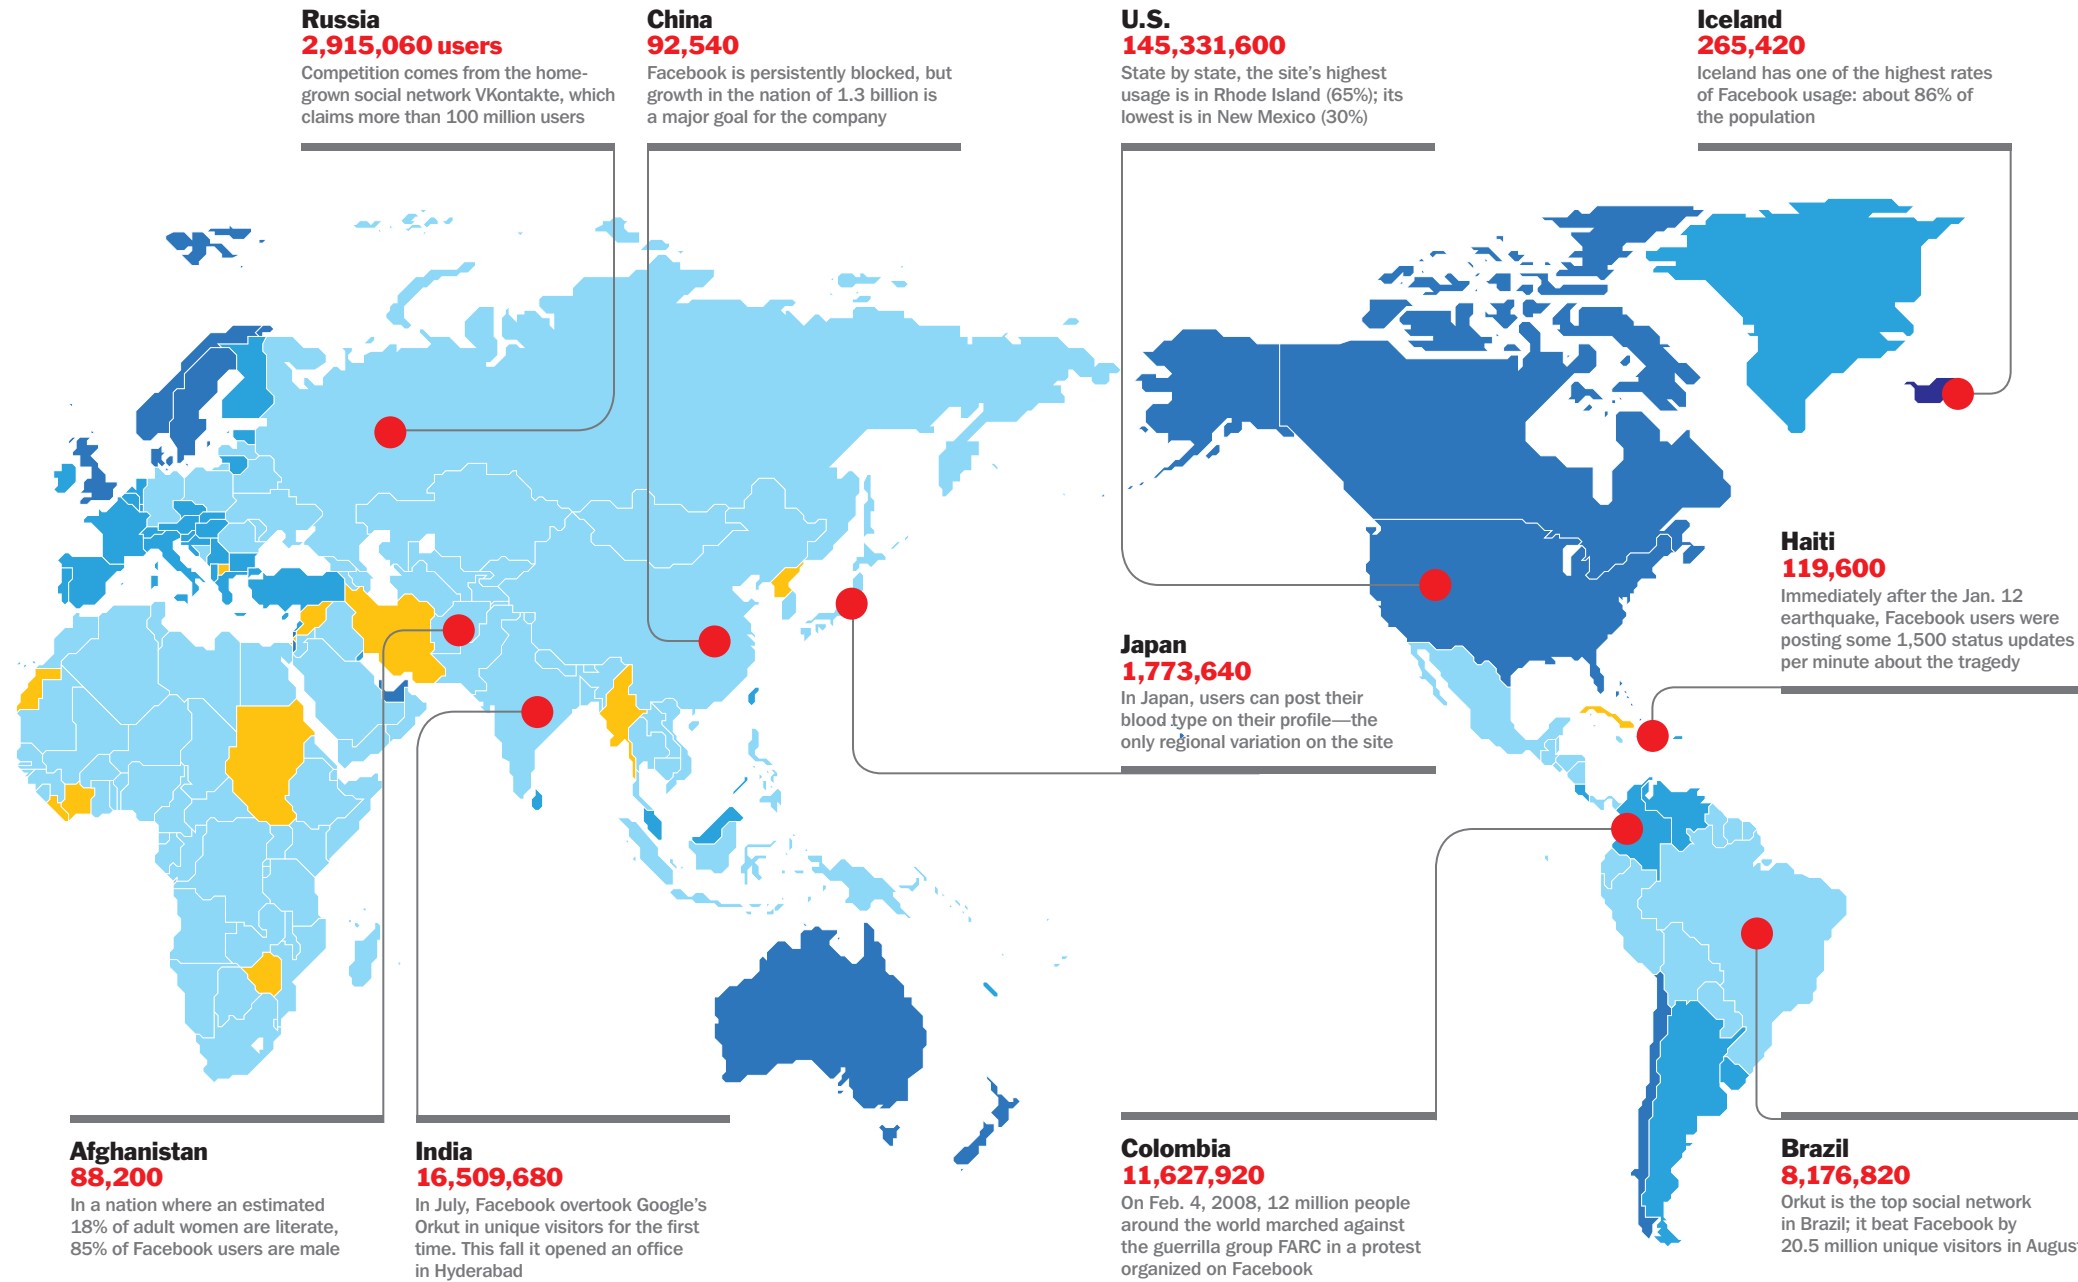 Russia
2,915,060 users
Competition comes from the home-
grown social network VKontakte, which
claims more than 100 million users
China
92,540
Facebook is persistently blocked, but
growth in the nation of 1.3 billion is
a major goal for the company
U.S.
145,331,600
State by state, the site's highest
usage is in Rhode Island (65%); its
lowest is in New Mexico (30%)
Iceland
265,420
Iceland has one of the highest rates
of Facebook usage: about 86% of
the population
Haiti
119,600
Immediately after the Jan. 12
earthquake, Facebook users were
posting some 1,500 status updates
per minute about the tragedy
Japan
1,773,640
In Japan, users can post their
blood type on their profile—the
only regional variation on the site
Afghanistan
88,200
In a nation where an estimated
18% of adult women are literate,
85% of Facebook users are male
India
16,509,680
In July, Facebook overtook Google's
Orkut in unique visitors for the first
time. This fall it opened an office
in Hyderabad
Colombia
11,627,920
On Feb. 4, 2008, 12 million people
around the world marched against
the guerrilla group FARC in a protest
organized on Facebook
Brazil
8,176,820
Orkut is the top social network
in Brazil; it beat Facebook by
20.5 million unique visitors in August